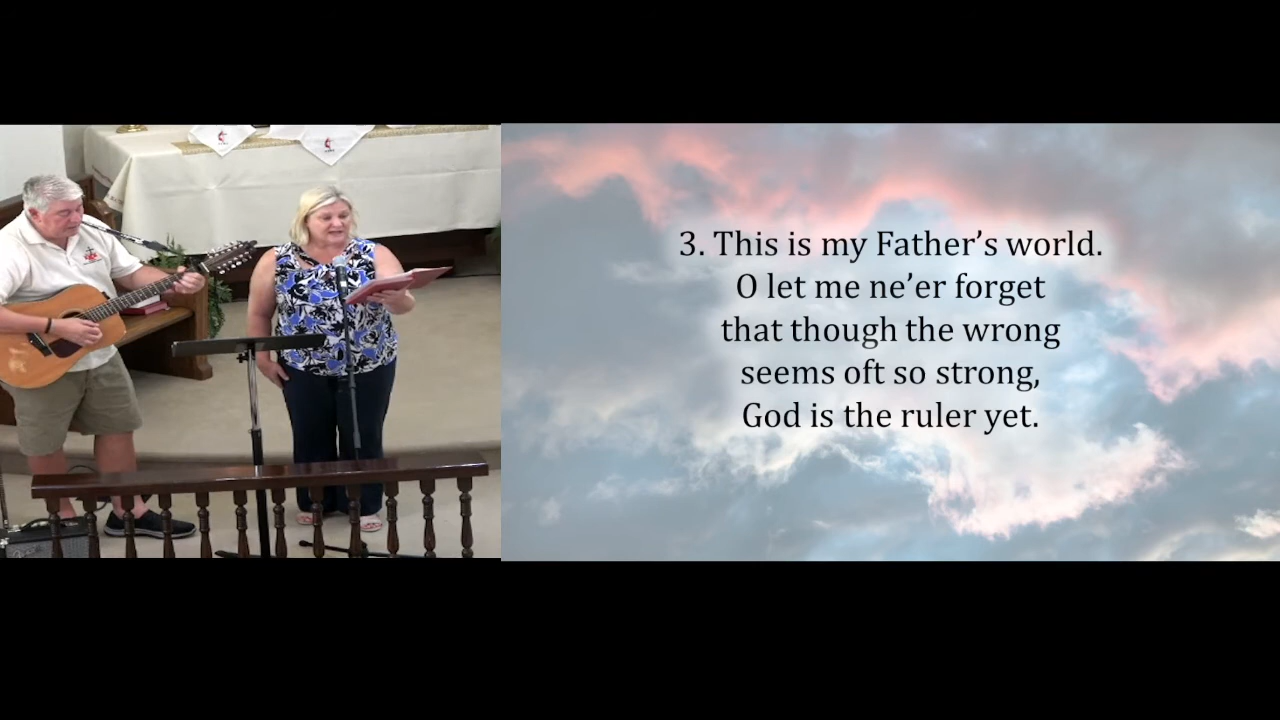 3. This is my Father’s world.
O let me ne’er forget
that though the wrong
seems oft so strong,
God is the ruler yet.